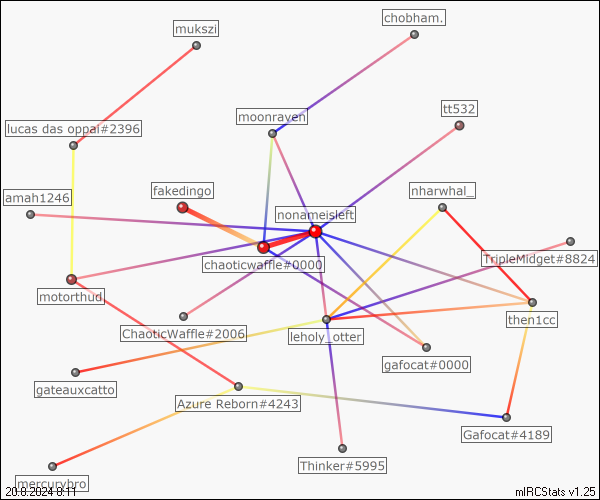 mukszi
chobham.
tt532
moonraven
lucas das oppai#2396
fakedingo
nharwhal_
amah1246
nonameisleft
TripleMidget#8824
chaoticwaffle#0000
motorthud
then1cc
ChaoticWaffle#2006
leholy_otter
gafocat#0000
gateauxcatto
Azure Reborn#4243
Gafocat#4189
Thinker#5995
mercurybro
20.8.2024 8:11
mIRCStats v1.25